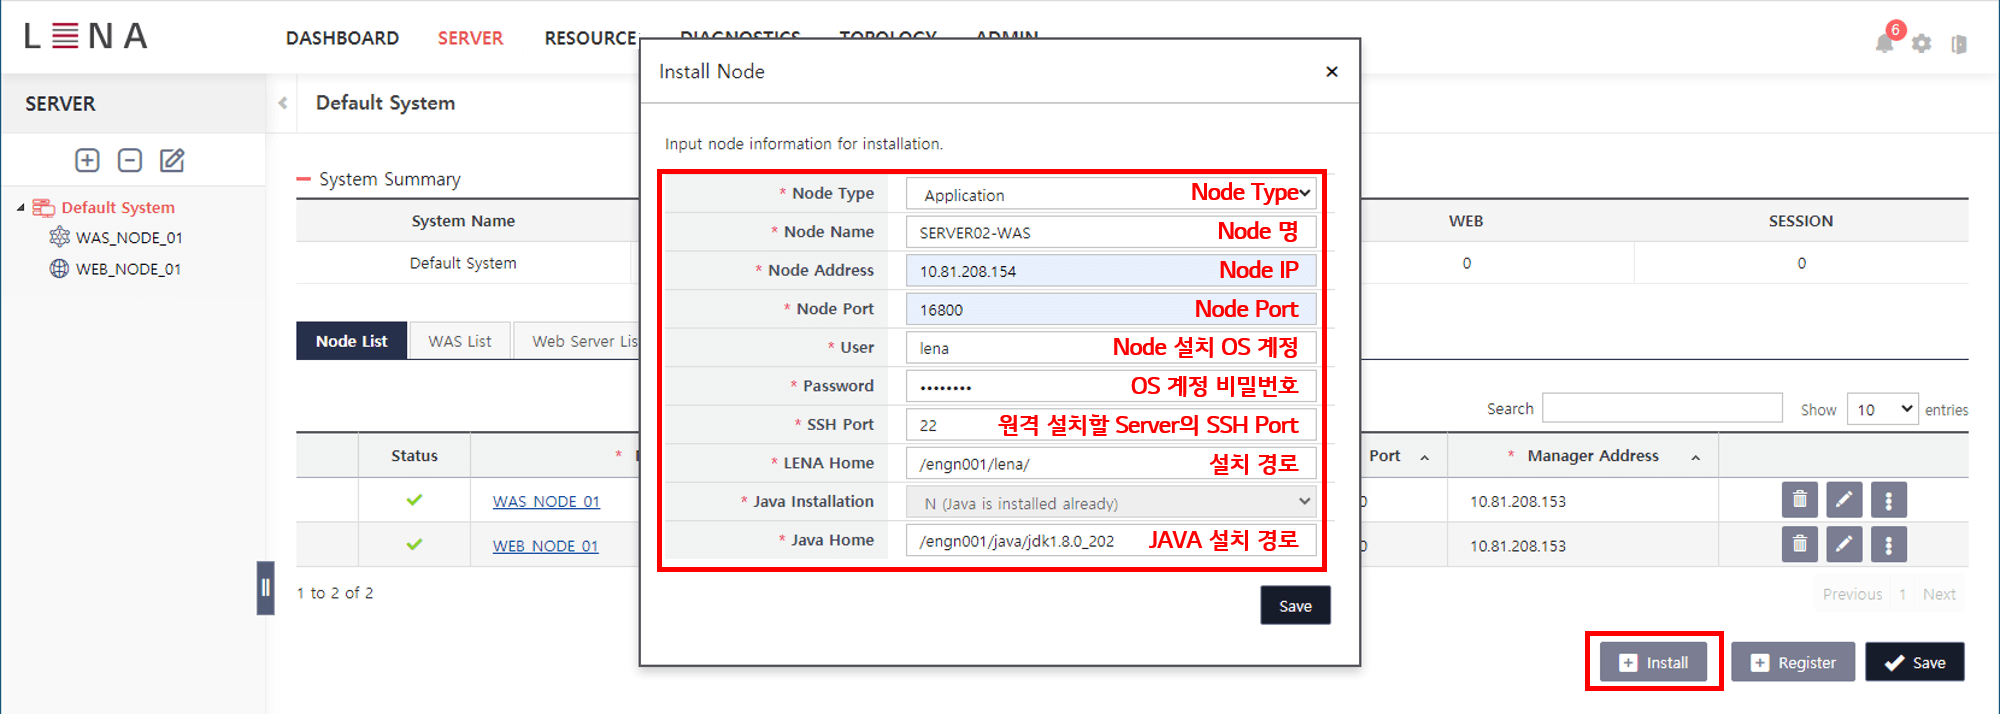 LENA
DASHBOARD SERVER RESOURCE DIAGNOSTICS TOPOLOGY ADMIN
6
SERVER
Default System
Default System
WAS_NODE_01
WEB_NODE_01
System Summary
System Name WEB SESSION
Default System 0 0
Node List WAS List Web Server Lis
Search Show 10 entries
Status * Port * Manager Address
WAS_NODE_01 10.81.208.153
WEB_NODE_01 10.81.208.153
1 to 2 of 2
Previous 1 Next
Install Register Save
Install Node ×
Input node information for installation.
* Node Type Application Node Type
* Node Name SERVER02-WAS Node 명
* Node Address 10.81.208.154 Node IP
* Node Port 16800 Node Port
* User lena Node 설치 OS 계정
* Password •••••••• OS 계정 비밀번호
* SSH Port 22 원격 설치할 Server의 SSH Port
* LENA Home /engn001/lena/ 설치 경로
* Java Installation N (Java is installed already)
* Java Home /engn001/java/jdk1.8.0_202 JAVA 설치 경로
Save